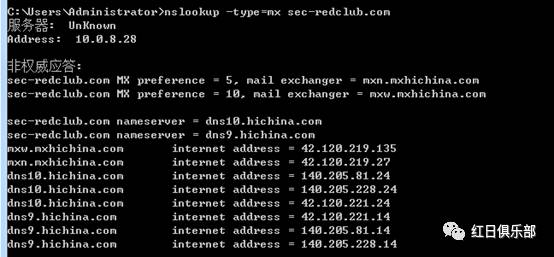 C:\Users\Administrator>nslookup -type=mx sec-redclub.com
服务器:  UnKnown
Address:  10.0.8.28
非权威应答:
sec-redclub.com MX preference = 5, mail exchanger = mxn.mxhichina.com
sec-redclub.com MX preference = 10, mail exchanger = mxw.mxhichina.com
sec-redclub.com nameserver = dns10.hichina.com
sec-redclub.com nameserver = dns9.hichina.com
mxw.mxhichina.com       internet address = 42.120.219.135
mxn.mxhichina.com       internet address = 42.120.219.27
dns10.hichina.com       internet address = 140.205.81.24
dns10.hichina.com       internet address = 140.205.228.24
dns10.hichina.com       internet address = 42.120.221.24
dns9.hichina.com        internet address = 42.120.221.14
dns9.hichina.com        internet address = 140.205.81.14
dns9.hichina.com        internet address = 140.205.228.14
红日俱乐部